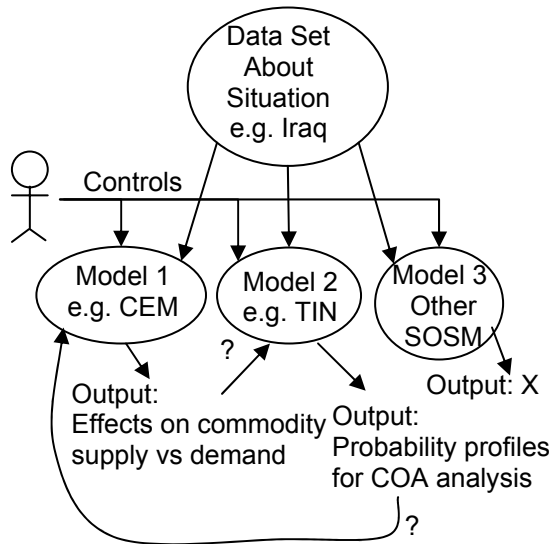 Data Set
About
Situation
e.g. Iraq
Controls
Model 1
e.g. CEM
Model 2
e.g. TIN
Model 3
Other
SOSM
?
Output:
Effects on commodity
supply vs demand
Output:
Probability profiles
for COA analysis
Output: X
?